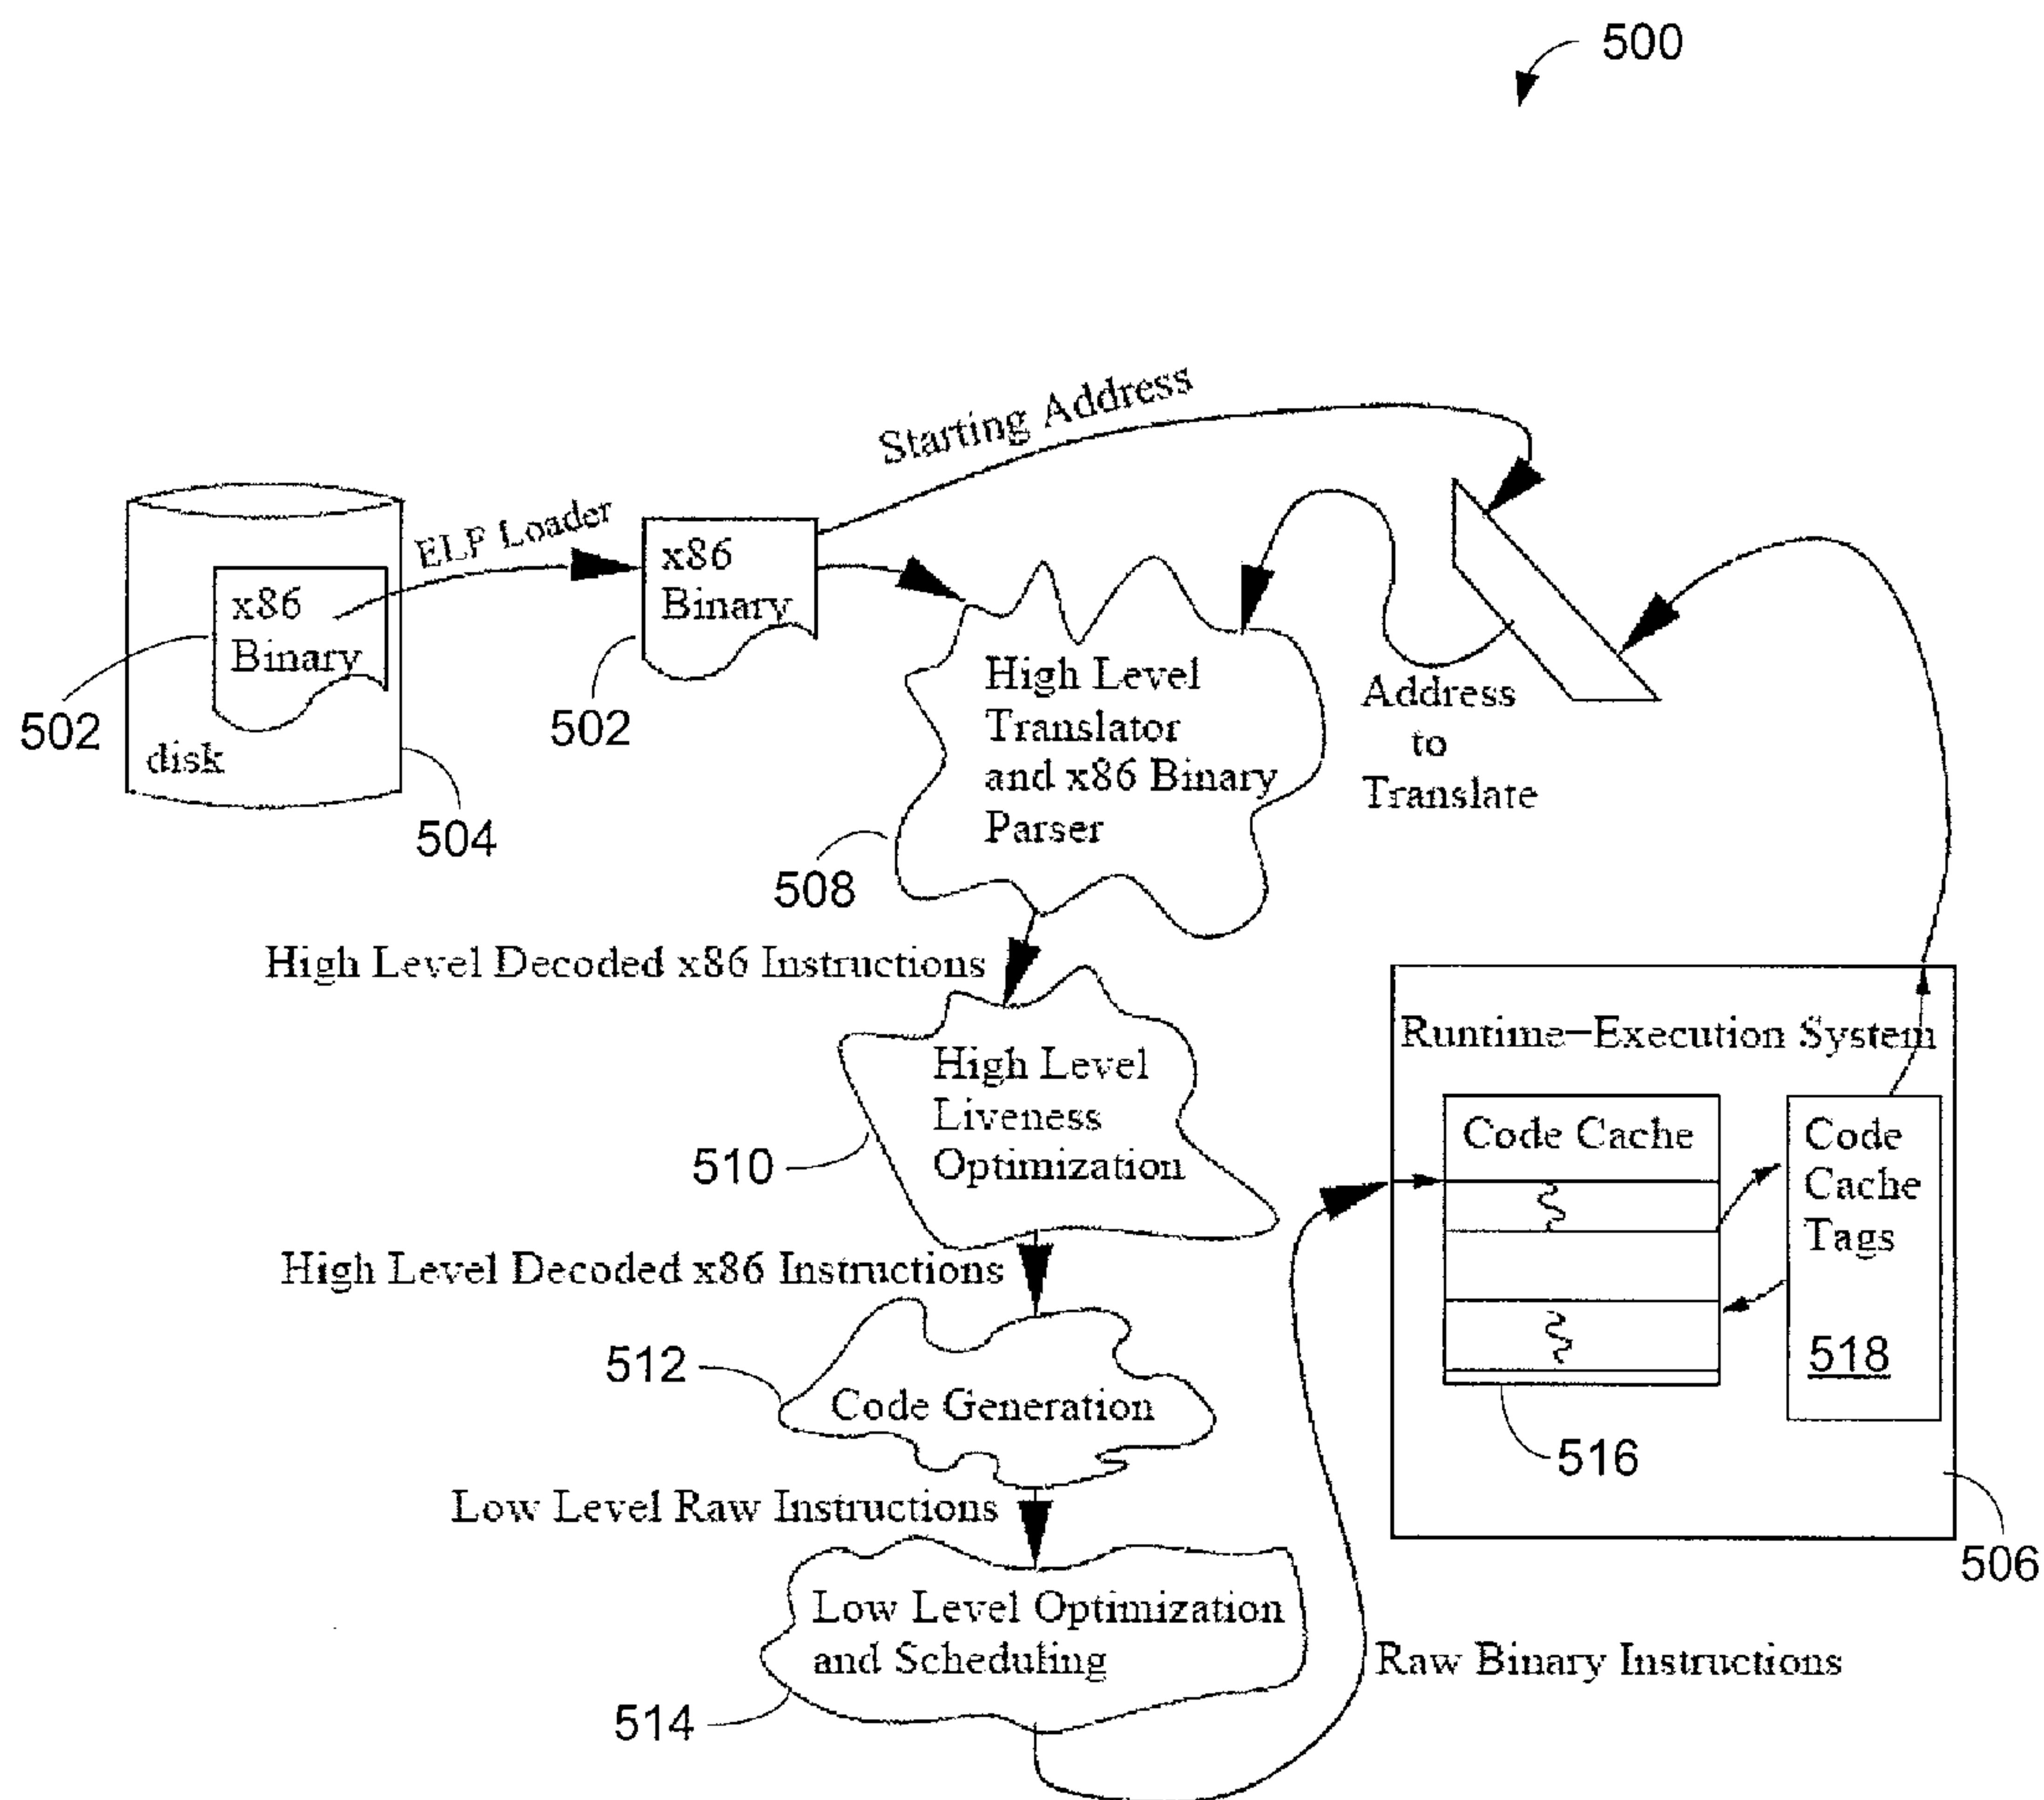 500
Starting Address
ELF Loader
x86
Binary
x86
Binary
disk
502
502
504
High Level
Translator
and x86 Binary
Parser
508
Address
to
Translate
High Level Decoded x86 Instructions
High Level
Liveness
Optimization
510
High Level Decoded x86 Instructions
512
Code Generation
Low Level Raw Instructions
Low Level Optimization
and Scheduling
514
Raw Binary Instructions
Runtime-Execution System
Code Cache
Code
Cache
Tags
518
516
506